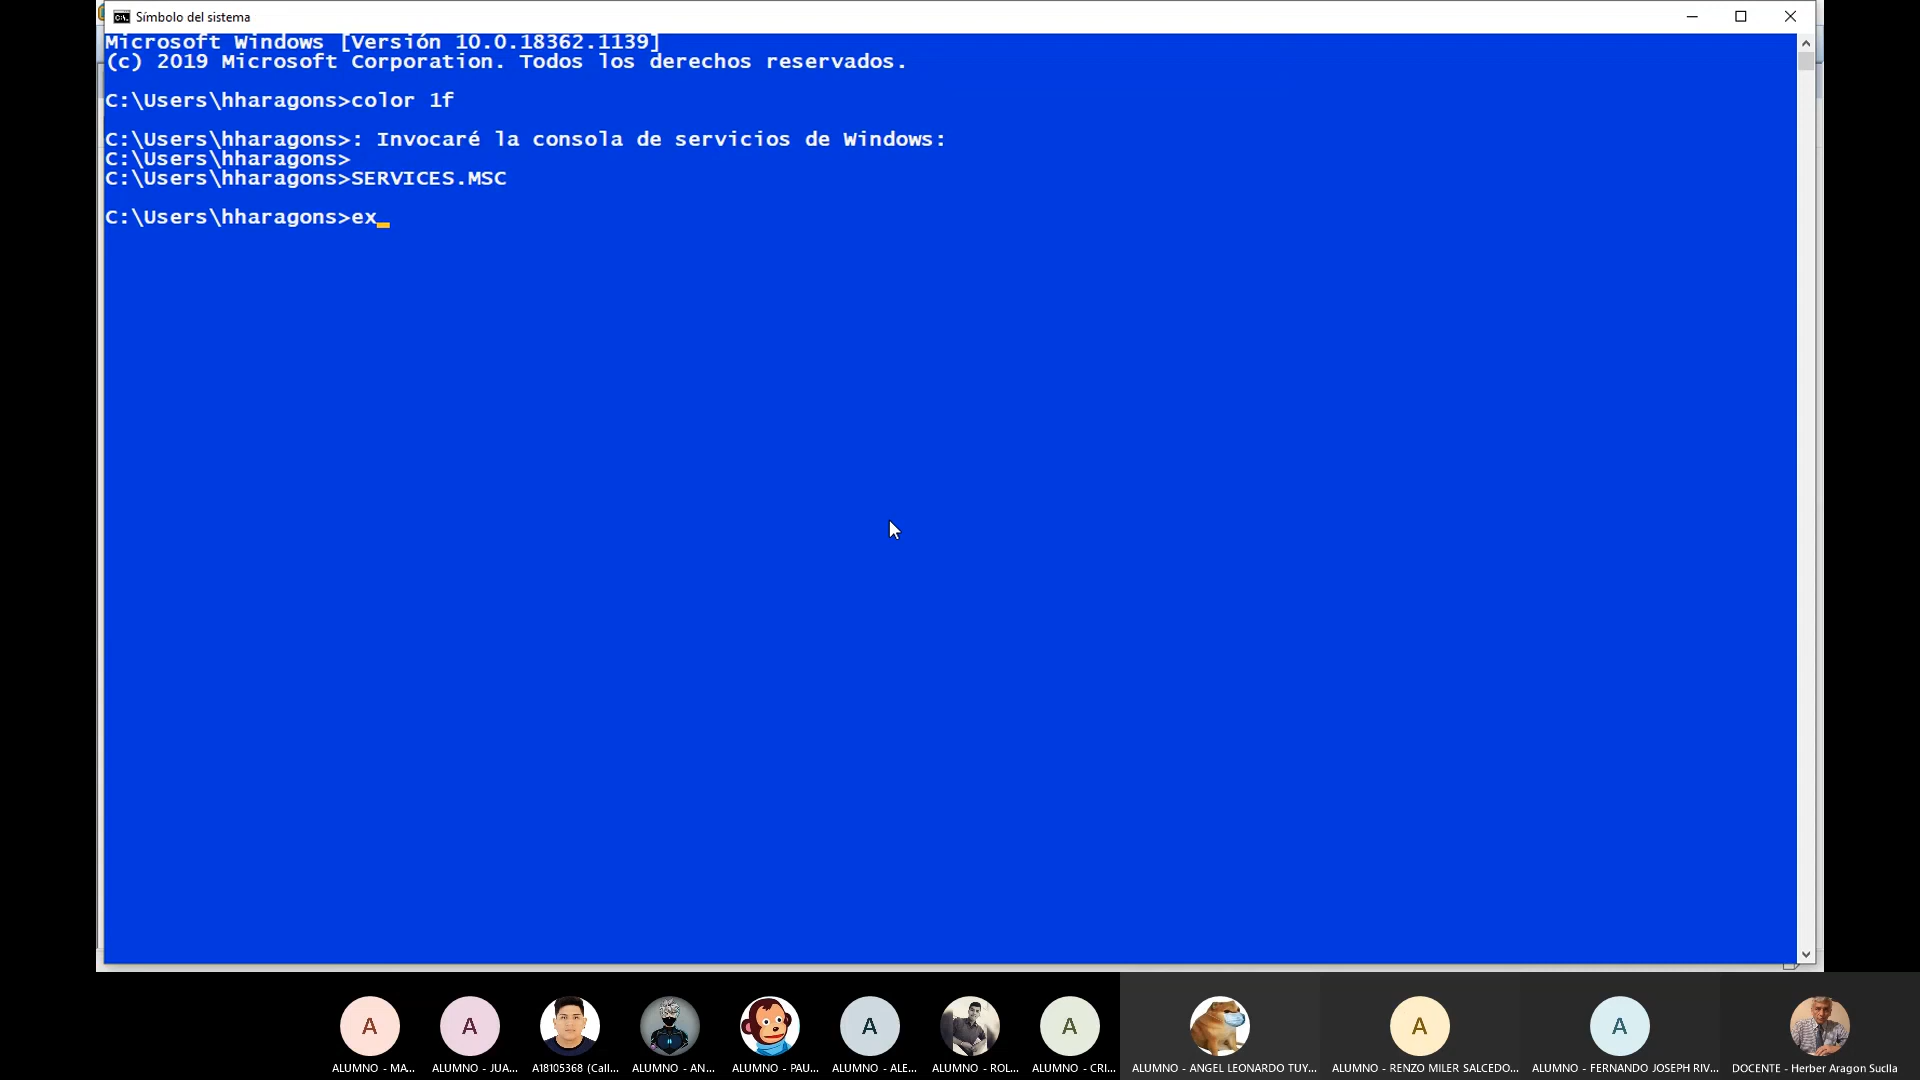 Símbolo del sistema
Microsoft Windows [Versión 10.0.18362.1139]
(c) 2019 Microsoft Corporation. Todos los derechos reservados.
C:\Users\hharagons>color 1f
C:\Users\hharagons>: Invocaré la consola de servicios de Windows:
C:\Users\hharagons>
C:\Users\hharagons>SERVICES.MSC
C:\Users\hharagons>ex_
A A A A A A
ALUMNO - MA... ALUMNO - JUA... A18105368 (Call... ALUMNO - AN... ALUMNO - PAU... ALUMNO - ALE... ALUMNO - ROL... ALUMNO - CRI... ALUMNO - ANGEL LEONARDO TUY... ALUMNO - RENZO MILER SALCEDO... ALUMNO - FERNANDO JOSEPH RIV... DOCENTE - Herber Aragon Suclla